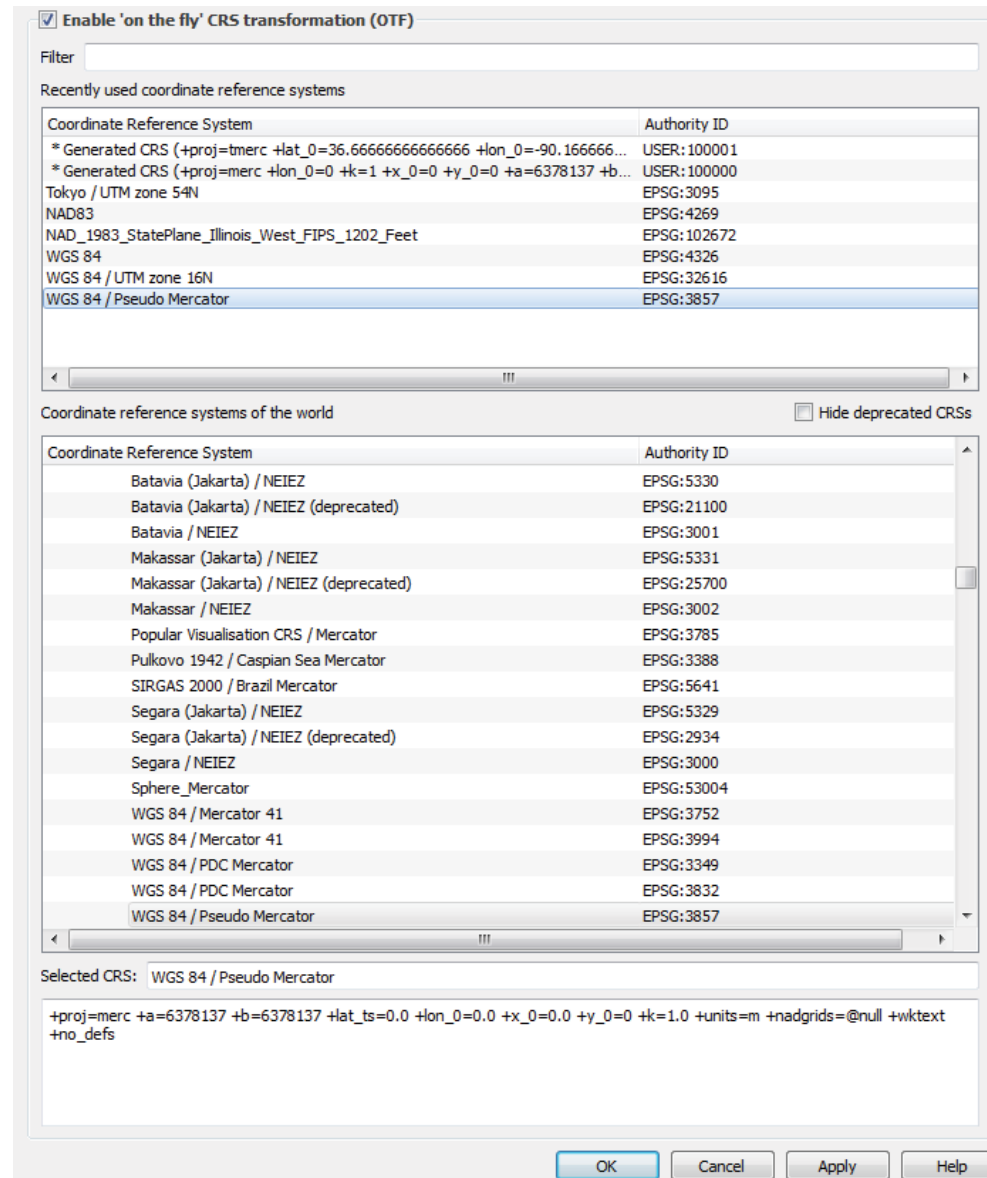 Enable 'on the fly' CRS transformation (OTF)
Filter
Recently used coordinate reference systems
Coordinate Reference System Authority ID
* Generated CRS (+proj=tmerc +lat_0=36.66666666666666 +lon_0=-90.166666... USER:100001
* Generated CRS (+proj=merc +lon_0=0 +k=1 +x_0=0 +y_0=0 +a=6378137 +b... USER:100000
Tokyo / UTM zone 54N EPSG:3095
NAD83 EPSG:4269
NAD_1983_StatePlane_Illinois_West_FIPS_1202_Feet EPSG:102672
WGS 84 EPSG:4326
WGS 84 / UTM zone 16N EPSG:32616
WGS 84 / Pseudo Mercator EPSG:3857
Coordinate reference systems of the world Hide deprecated CRSs
Coordinate Reference System Authority ID
Batavia (Jakarta) / NEIEZ EPSG:5330
Batavia (Jakarta) / NEIEZ (deprecated) EPSG:21100
Batavia / NEIEZ EPSG:3001
Makassar (Jakarta) / NEIEZ EPSG:5331
Makassar (Jakarta) / NEIEZ (deprecated) EPSG:25700
Makassar / NEIEZ EPSG:3002
Popular Visualisation CRS / Mercator EPSG:3785
Pulkovo 1942 / Caspian Sea Mercator EPSG:3388
SIRGAS 2000 / Brazil Mercator EPSG:5641
Segara (Jakarta) / NEIEZ EPSG:5329
Segara (Jakarta) / NEIEZ (deprecated) EPSG:2934
Segara / NEIEZ EPSG:3000
Sphere_Mercator EPSG:53004
WGS 84 / Mercator 41 EPSG:3752
WGS 84 / Mercator 41 EPSG:3994
WGS 84 / PDC Mercator EPSG:3349
WGS 84 / PDC Mercator EPSG:3832
WGS 84 / Pseudo Mercator EPSG:3857
Selected CRS: WGS 84 / Pseudo Mercator
+proj=merc +a=6378137 +b=6378137 +lat_ts=0.0 +lon_0=0.0 +x_0=0.0 +y_0=0 +k=1.0 +units=m +nadgrids=@null +wktext
+no_defs
OK Cancel Apply Help